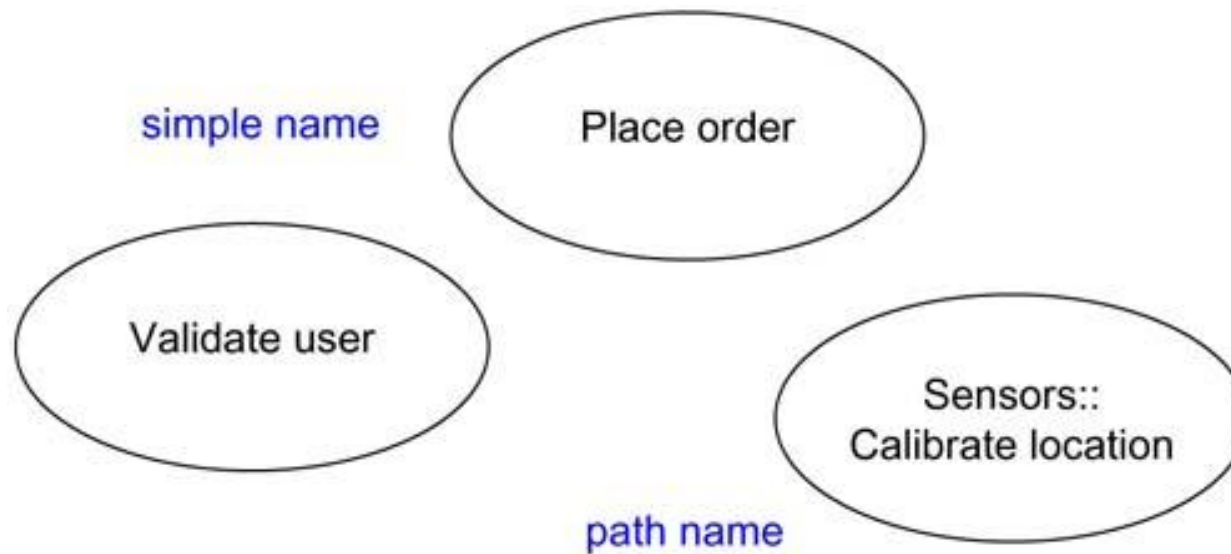 simple name
Place order
Validate user
Sensors::
Calibrate location
path name